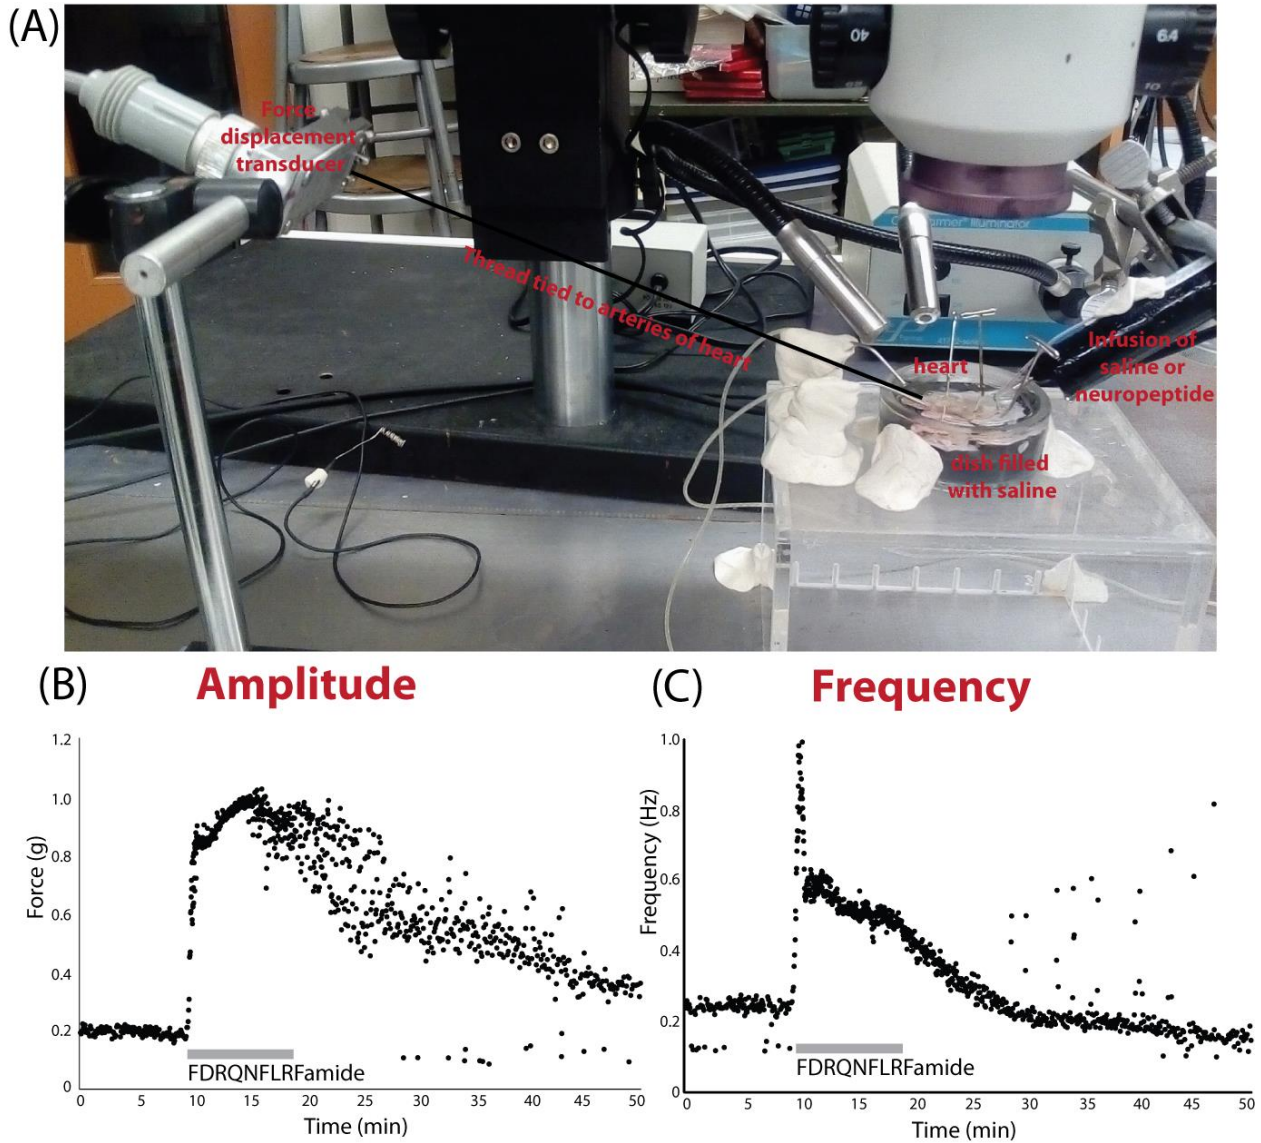 (A)
40
6.4
10
Force
displacement
transducer
Thread tied to arteries of heart
Illuminator
heart
Infusion of
saline or
neuropeptide
dish filled
with saline
(B)
Amplitude
1.2
1.0
0.8
0.6
0.4
0.2
0
Force (g)
FDRQNFLRFamide
0 5 10 15 20 25 30 35 40 45 50
Time (min)
(C)
Frequency
1.0
0.8
0.6
0.4
0.2
0
Frequency (Hz)
FDRQNFLRFamide
0 5 10 15 20 25 30 35 40 45 50
Time (min)